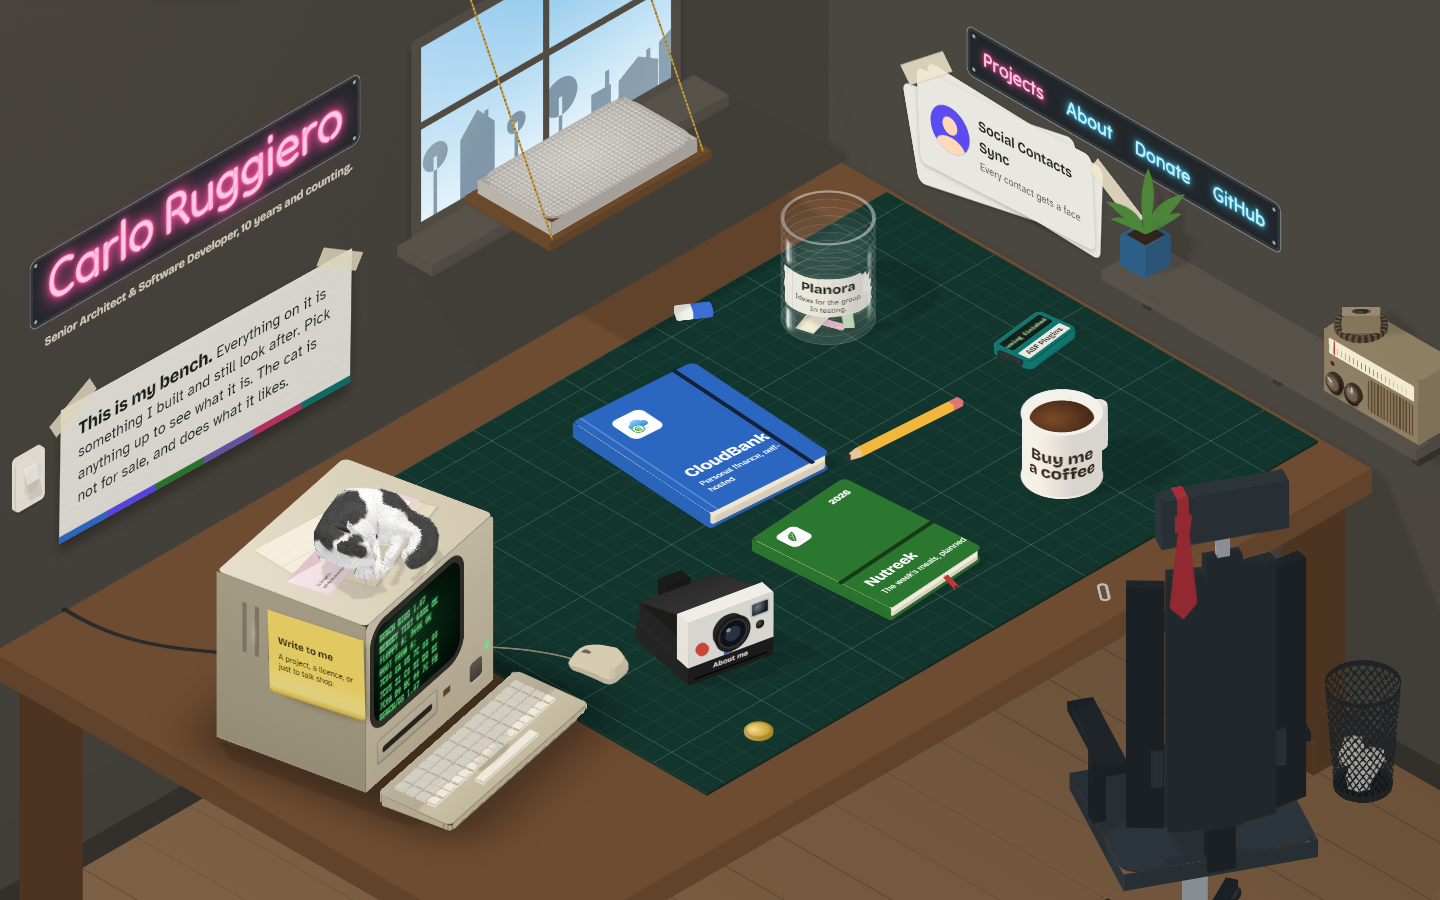 Carlo Ruggiero
Senior Architect & Software Developer, 10 years and counting.
This is my bench. Everything on it is
something I built and still look after. Pick
anything up to see what it is. The cat is
not for sale, and does what it likes.
Projects
About
Donate
GitHub
Social Contacts
Sync
Every contact gets a face
Planora
Ideas for the group.
In testing.
ASF Plugins
CloudBank
Personal finance, self-
hosted
Buy me
a coffee
2026
Nutreek
The week's meals, planned
About me
Write to me
A project, a licence, or
just to talk shop.